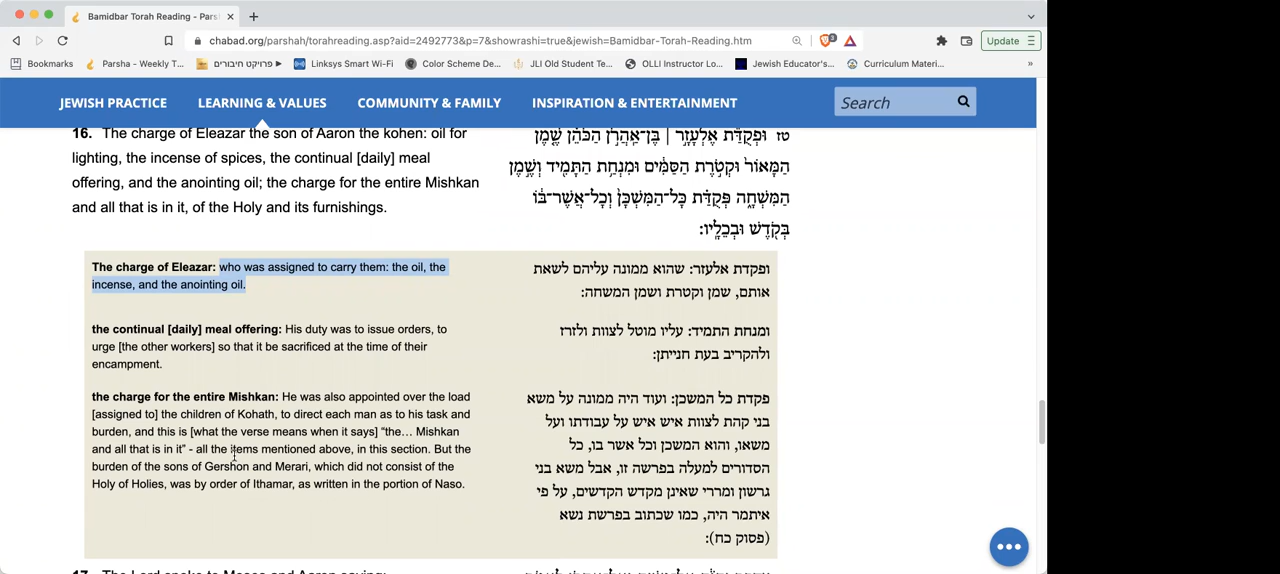 Bamidbar Torah Reading - Pars
chabad.org/parshah/torahreading.asp?aid=2492773&p=7&showrashi=true&jewish=Bamidbar-Torah-Reading.htm
Update
Bookmarks
Parsha - Weekly T...
פרויקט חיבורים
Linksys Smart Wi-Fi
Color Scheme De...
JLI Old Student Te...
OLLI Instructor Lo...
Jewish Educator's...
Curriculum Materi...
JEWISH PRACTICE
LEARNING & VALUES
COMMUNITY & FAMILY
INSPIRATION & ENTERTAINMENT
Search
16. The charge of Eleazar the son of Aaron the kohen: oil for
lighting, the incense of spices, the continual [daily] meal
offering, and the anointing oil; the charge for the entire Mishkan
and all that is in it, of the Holy and its furnishings.
טז וּפְקֻדַּ֞ת אֶלְעָזָ֣ר | בֶּן־אַֽהֲרֹ֣ן הַכֹּהֵ֗ן שֶׁ֤מֶן
הַמָּאוֹר֙ וּקְטֹ֣רֶת הַסַּמִּ֔ים וּמִנְחַ֥ת הַתָּמִ֖יד וְשֶׁ֣מֶן
הַמִּשְׁחָ֑ה פְּקֻדַּ֗ת כָּל־הַמִּשְׁכָּן֙ וְכָל־אֲשֶׁר־בּ֔וֹ
בְּקֹ֖דֶשׁ וּבְכֵלָֽיו:
The charge of Eleazar: who was assigned to carry them: the oil, the
incense, and the anointing oil.
ופקדת אלעזר: שהוא ממונה עליהם לשאת
אותם, שמן וקטרת ושמן המשחה:
the continual [daily] meal offering: His duty was to issue orders, to
urge [the other workers] so that it be sacrificed at the time of their
encampment.
ומנחת התמיד: עליו מוטל לצוות ולזרז
ולהקריב בעת חנייתן:
the charge for the entire Mishkan: He was also appointed over the load
[assigned to] the children of Kohath, to direct each man as to his task and
burden, and this is [what the verse means when it says] “the... Mishkan
and all that is in it” - all the items mentioned above, in this section. But the
burden of the sons of Gershon and Merari, which did not consist of the
Holy of Holies, was by order of Ithamar, as written in the portion of Naso.
פקדת כל המשכן: ועוד היה ממונה על משא
בני קהת לצוות איש איש על עבודתו ועל
משאו, והוא המשכן וכל אשר בו, כל
הסדורים למעלה בפרשה זו, אבל משא בני
גרשון ומררי שאינן מקדש הקדשים, על פי
איתמר היה, כמו שכתוב בפרשת נשא
(פסוק כח):
17. The Lord spoke to Moses and Aaron saying: